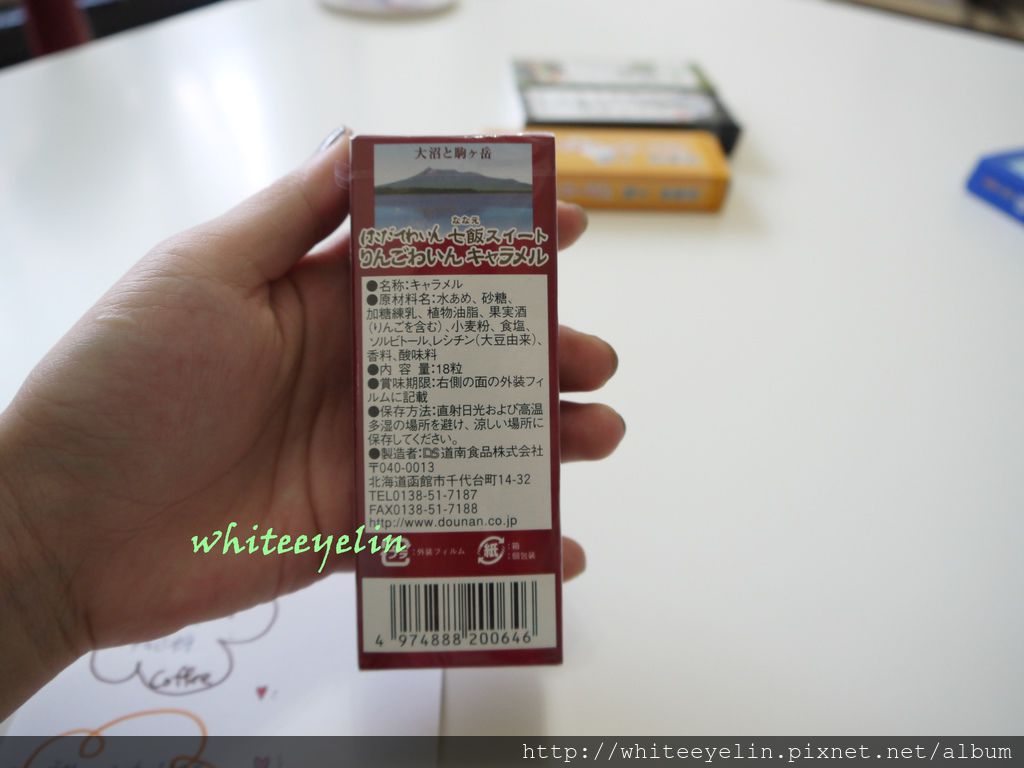 大沼と駒ヶ岳
ななえ
はこだてわいん 七飯スイート
りんごわいん キャラメル
●名称:キャラメル
●原材料名:水あめ、砂糖、
加糖練乳、植物油脂、果実酒
(りんごを含む)、小麦粉、食塩、
ソルビトール、レシチン(大豆由来)、
香料、酸味料
●内 容 量:18粒
●賞味期限:右側の面の外装フィ
ルムに記載
●保存方法:直射日光および高温
多湿の場所を避け、涼しい場所に
保存してください。
●製造者:DS道南食品株式会社
〒040-0013
北海道函館市千代台町14-32
TEL0138-51-7187
FAX0138-51-7188
http://www.dounan.co.jp
プラ :外装フィルム
紙 :箱
:個包装
4 974888 200646
whiteeyelin
Coffee
http://whiteeyelin.pixnet.net/album